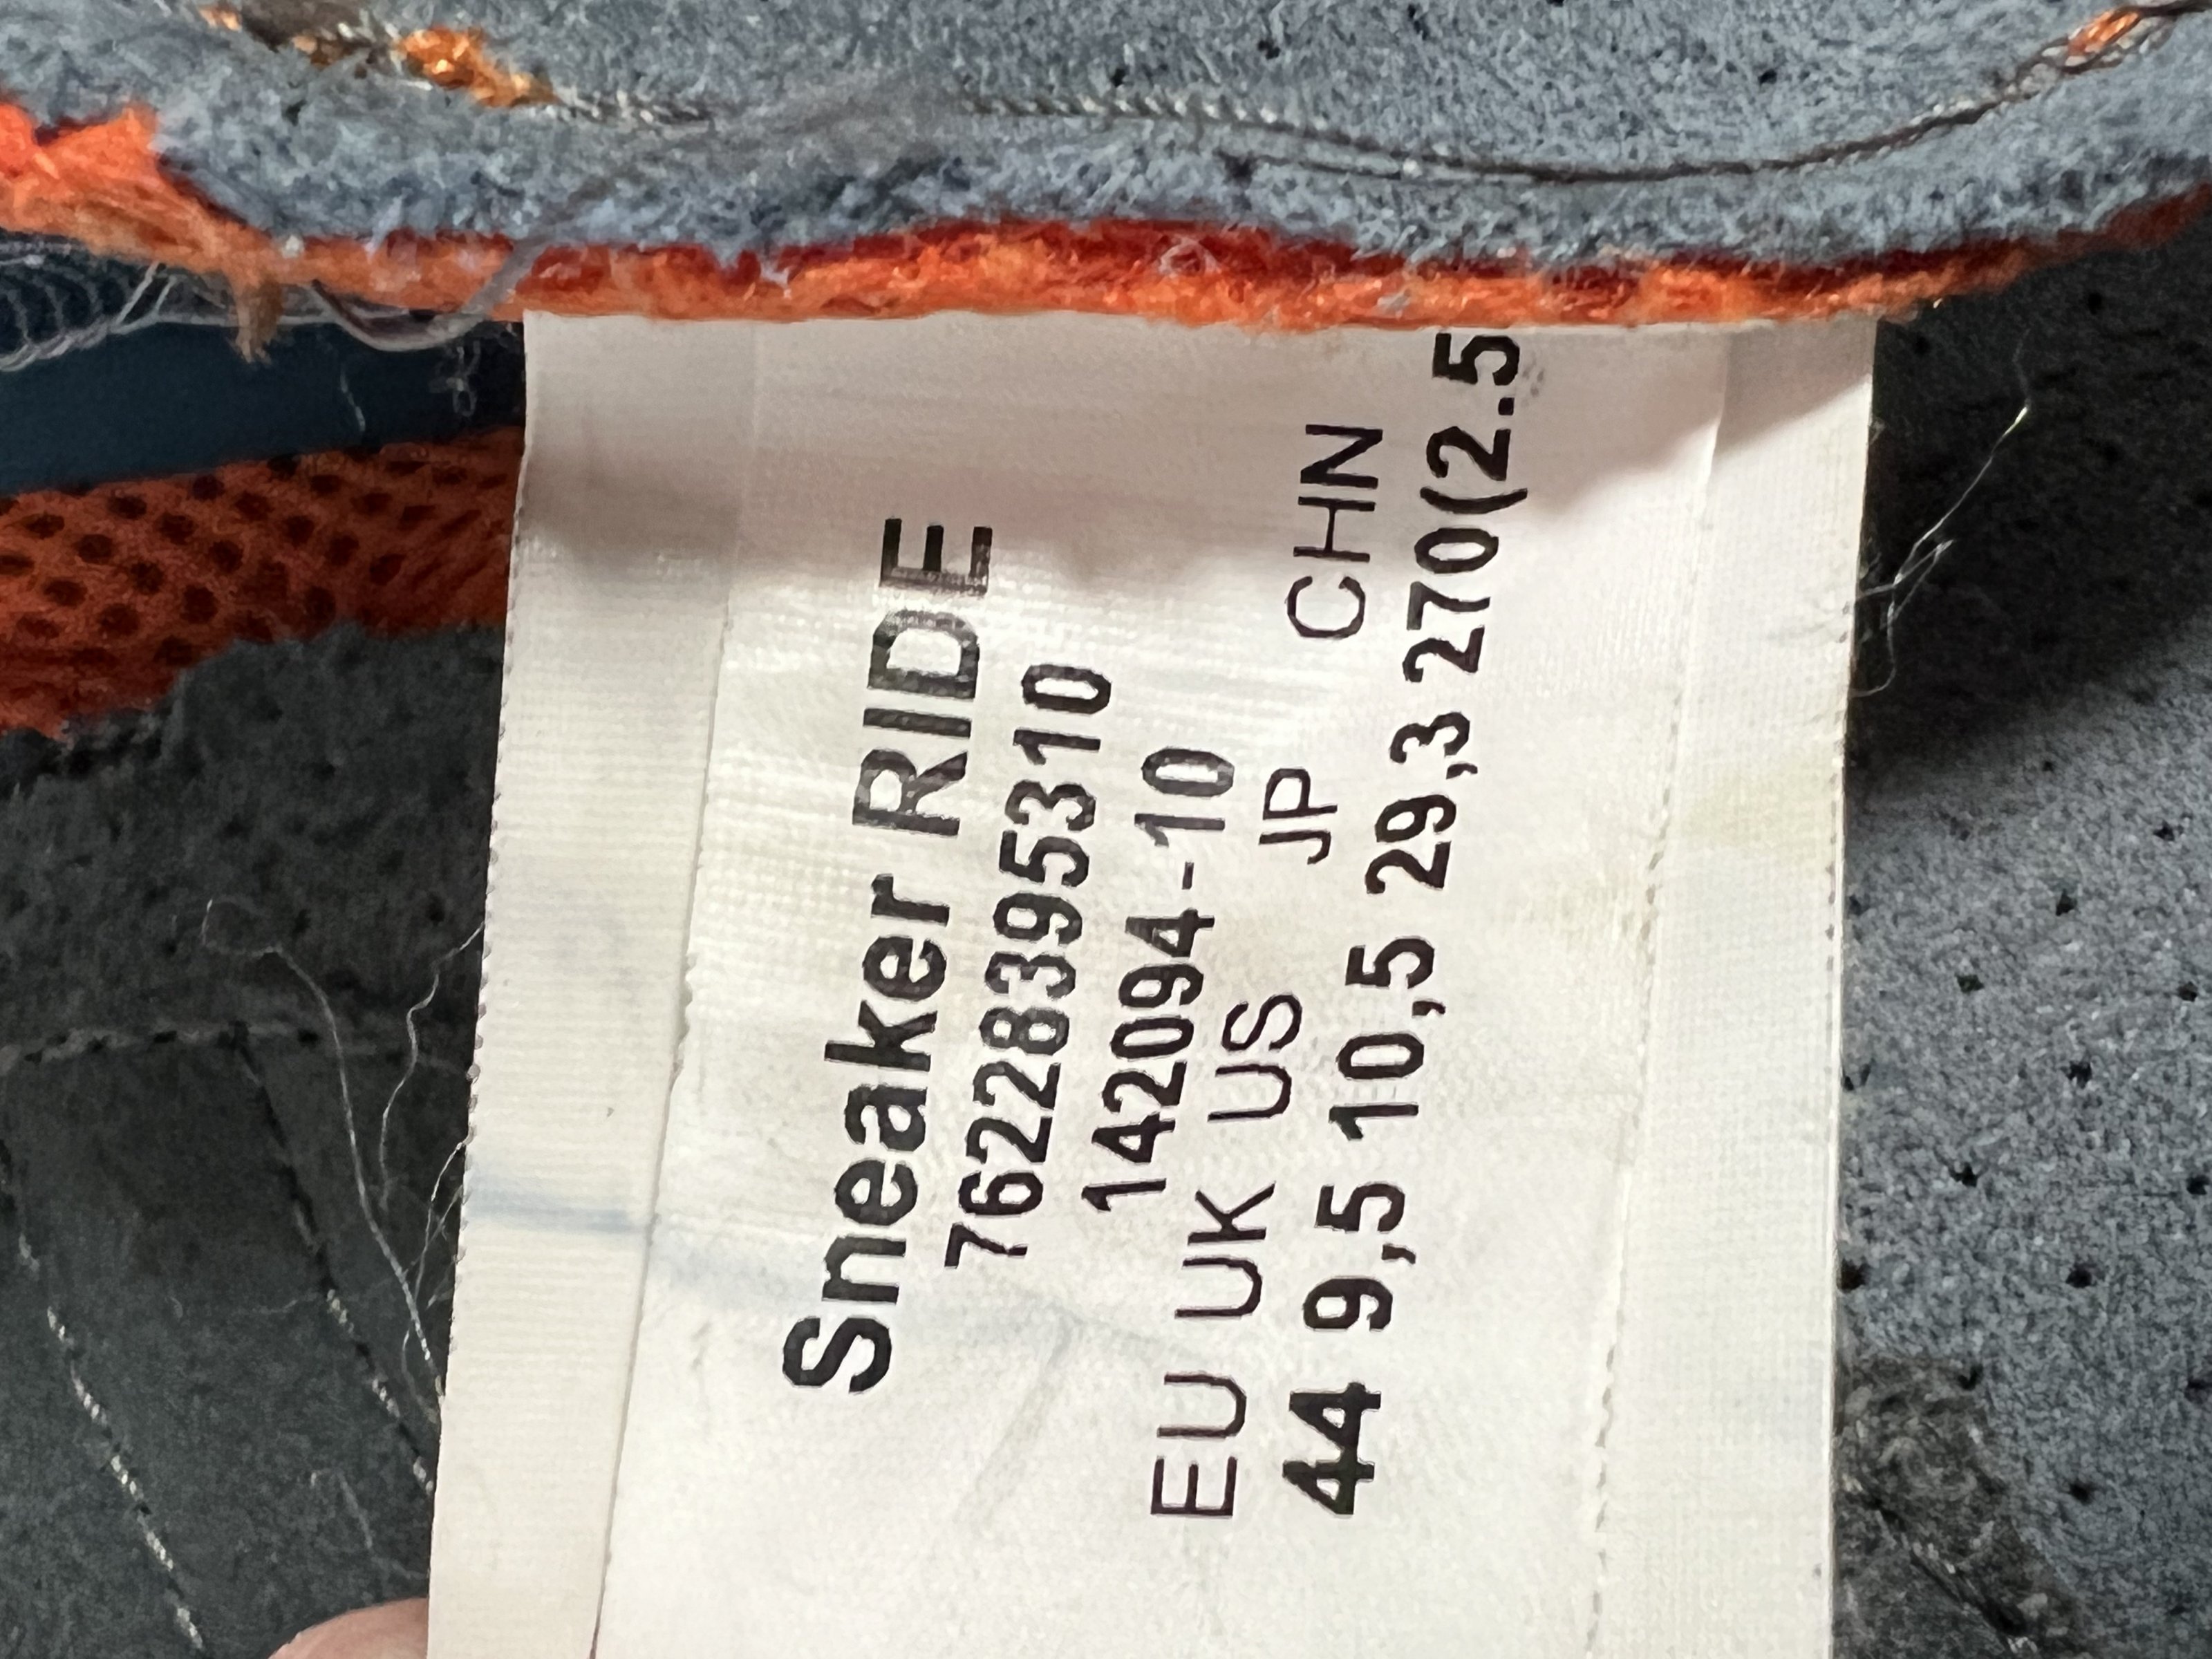 Sneaker RIDE
76228395310
142094-10
EU UK US JP CHN
44 9,5 10,5 29,3 270(2.5